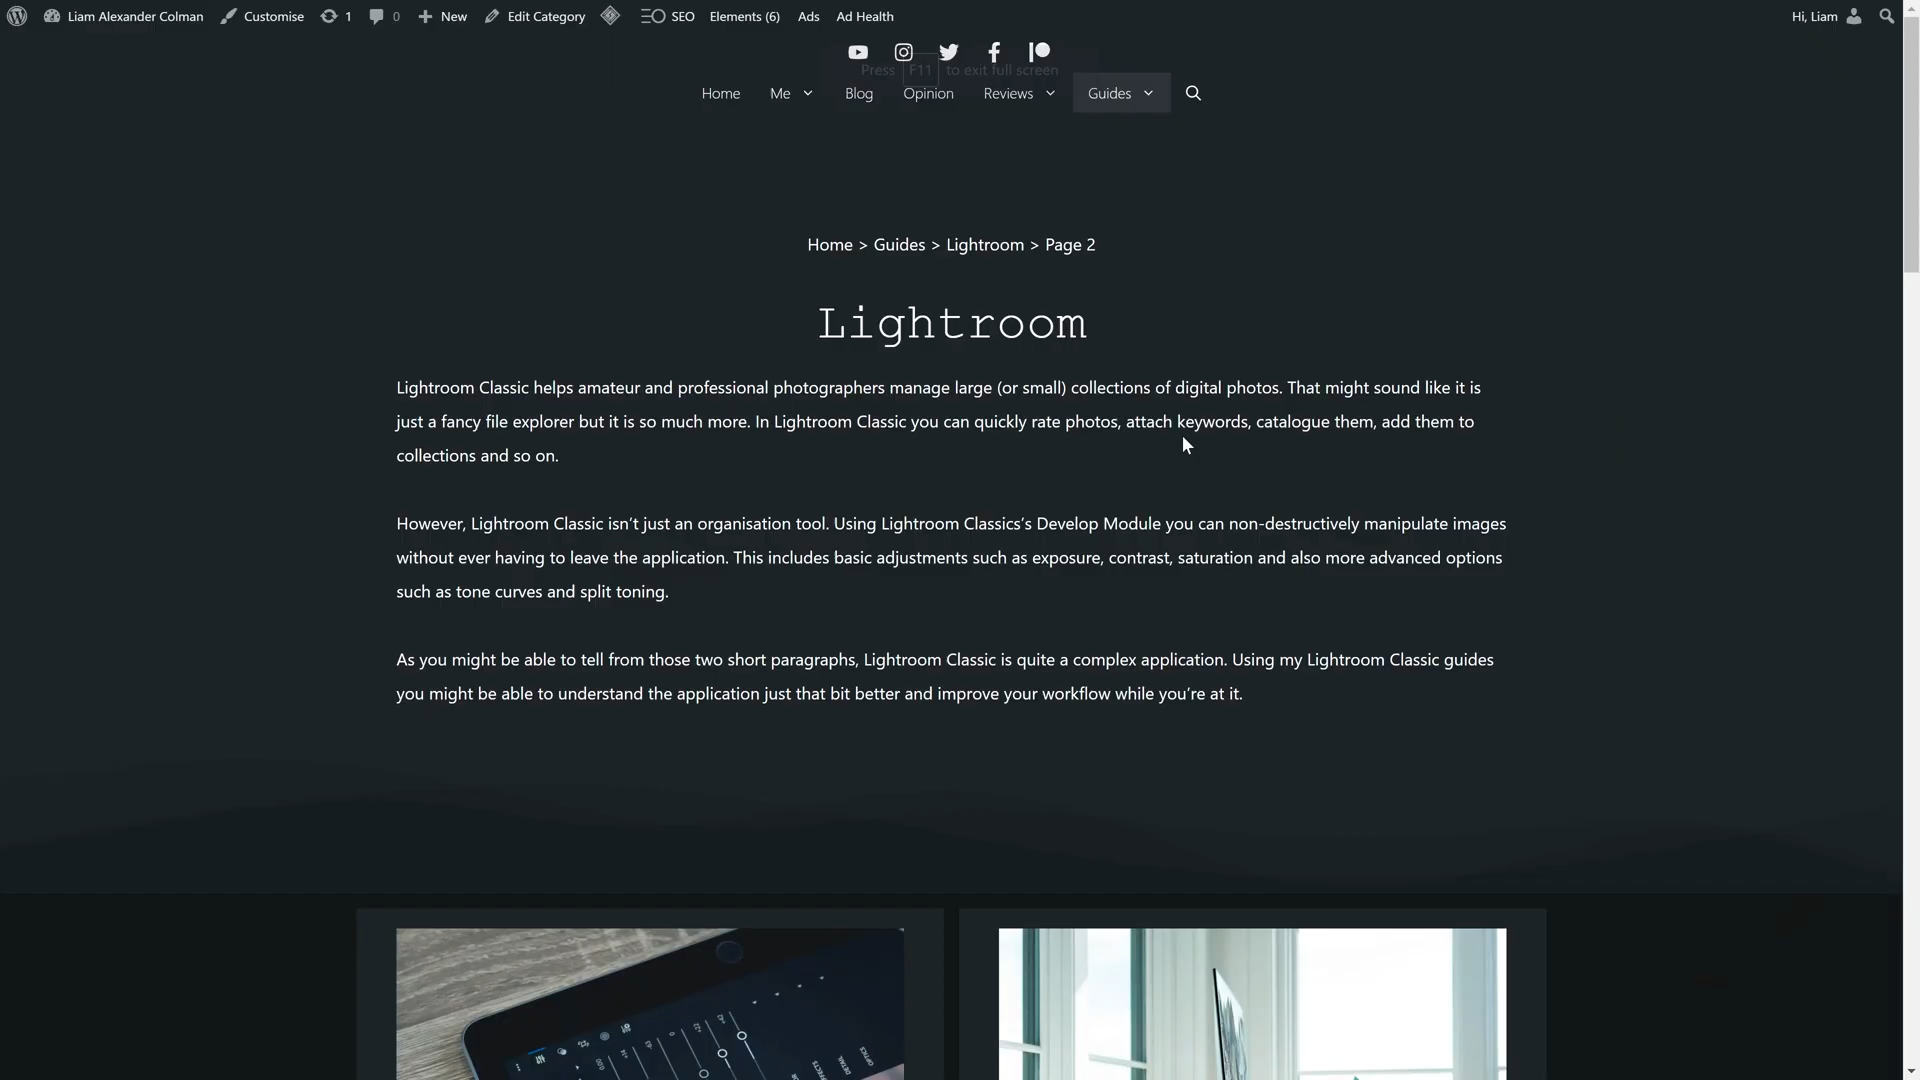 Liam Alexander Colman Customise 1 0 New Edit Category SEO Elements (6) Ads Ad Health Hi, Liam
Press F11 to exit full screen
Home Me Blog Opinion Reviews Guides
Home > Guides > Lightroom > Page 2
Lightroom
Lightroom Classic helps amateur and professional photographers manage large (or small) collections of digital photos. That might sound like it is
just a fancy file explorer but it is so much more. In Lightroom Classic you can quickly rate photos, attach keywords, catalogue them, add them to
collections and so on.
However, Lightroom Classic isn’t just an organisation tool. Using Lightroom Classics’s Develop Module you can non-destructively manipulate images
without ever having to leave the application. This includes basic adjustments such as exposure, contrast, saturation and also more advanced options
such as tone curves and split toning.
As you might be able to tell from those two short paragraphs, Lightroom Classic is quite a complex application. Using my Lightroom Classic guides
you might be able to understand the application just that bit better and improve your workflow while you’re at it.